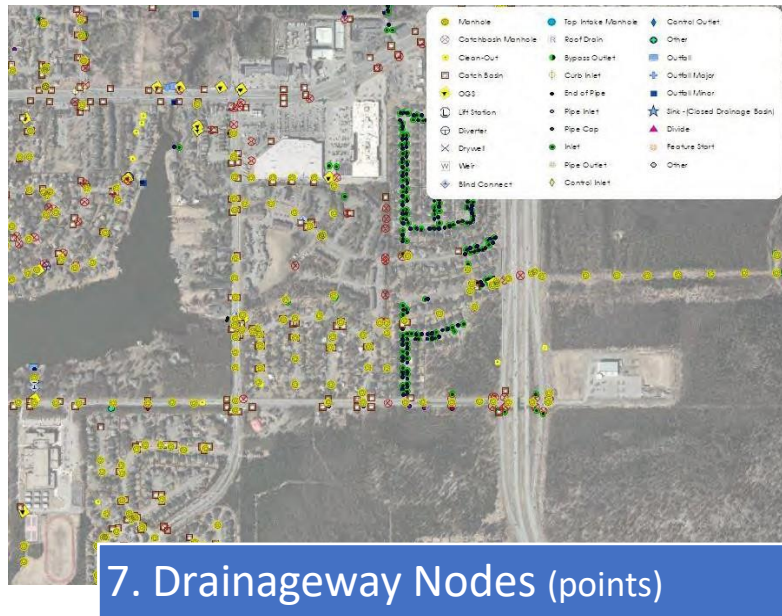 Manhole
Catchbasin Manhole
Clean-Out
Catch Basin
OGS
Lift Station
Diverter
Drywell
Weir
Blind Connect
Top Intake Manhole
Roof Drain
Bypass Outlet
Curb Inlet
End of Pipe
Pipe Inlet
Pipe Cap
Inlet
Pipe Outlet
Control Inlet
Control Outlet
Other
Outfall
Outfall Major
Outfall Minor
Sink - (Closed Drainage Basin)
Divide
Feature Start
Other
7. Drainageway Nodes (points)